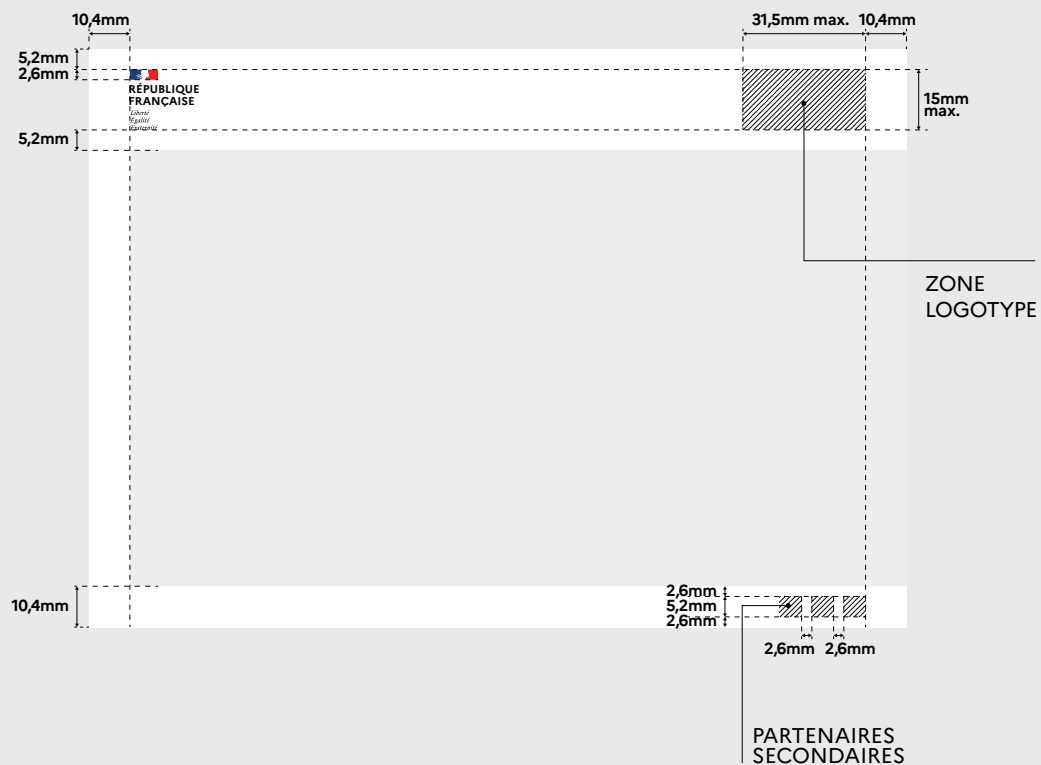 10,4mm
31,5mm max.
10,4mm
5,2mm
2,6mm
RÉPUBLIQUE
FRANÇAISE
Liberté
Égalité
Fraternité
15mm
max.
5,2mm
ZONE
LOGOTYPE
10,4mm
2,6mm
5,2mm
2,6mm
2,6mm
2,6mm
PARTENAIRES
SECONDAIRES